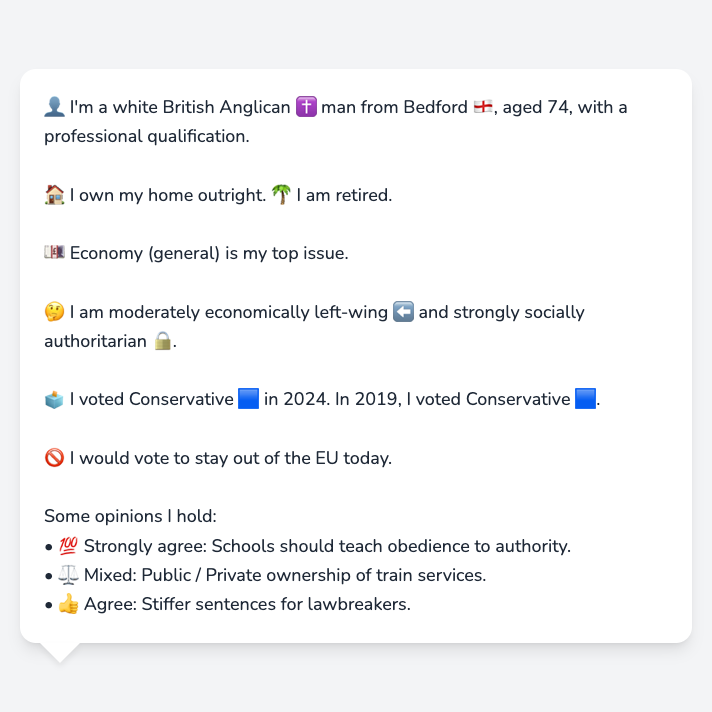 👤 I'm a white British Anglican ✝️ man from Bedford 🏴󠁧󠁢󠁥󠁮󠁧󠁿, aged 74, with a
professional qualification.
🏠 I own my home outright. 🌴 I am retired.
💷 Economy (general) is my top issue.
🤔 I am moderately economically left-wing ⬅️ and strongly socially
authoritarian 🔒.
🗳️ I voted Conservative 🟦 in 2024. In 2019, I voted Conservative 🟦.
🚫 I would vote to stay out of the EU today.
Some opinions I hold:
• 💯 Strongly agree: Schools should teach obedience to authority.
• ⚖️ Mixed: Public / Private ownership of train services.
• 👍 Agree: Stiffer sentences for lawbreakers.